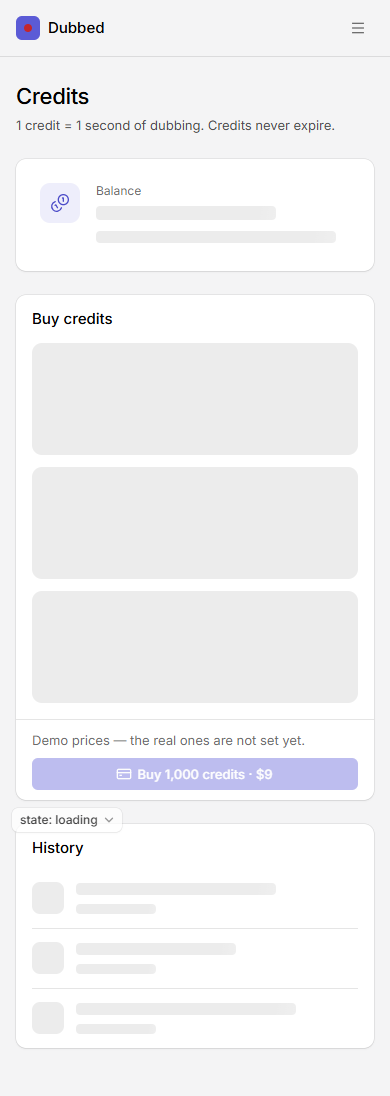 Dubbed
Credits
1 credit = 1 second of dubbing. Credits never expire.
Balance
Buy credits
Demo prices — the real ones are not set yet.
Buy 1,000 credits · $9
state: loading
History